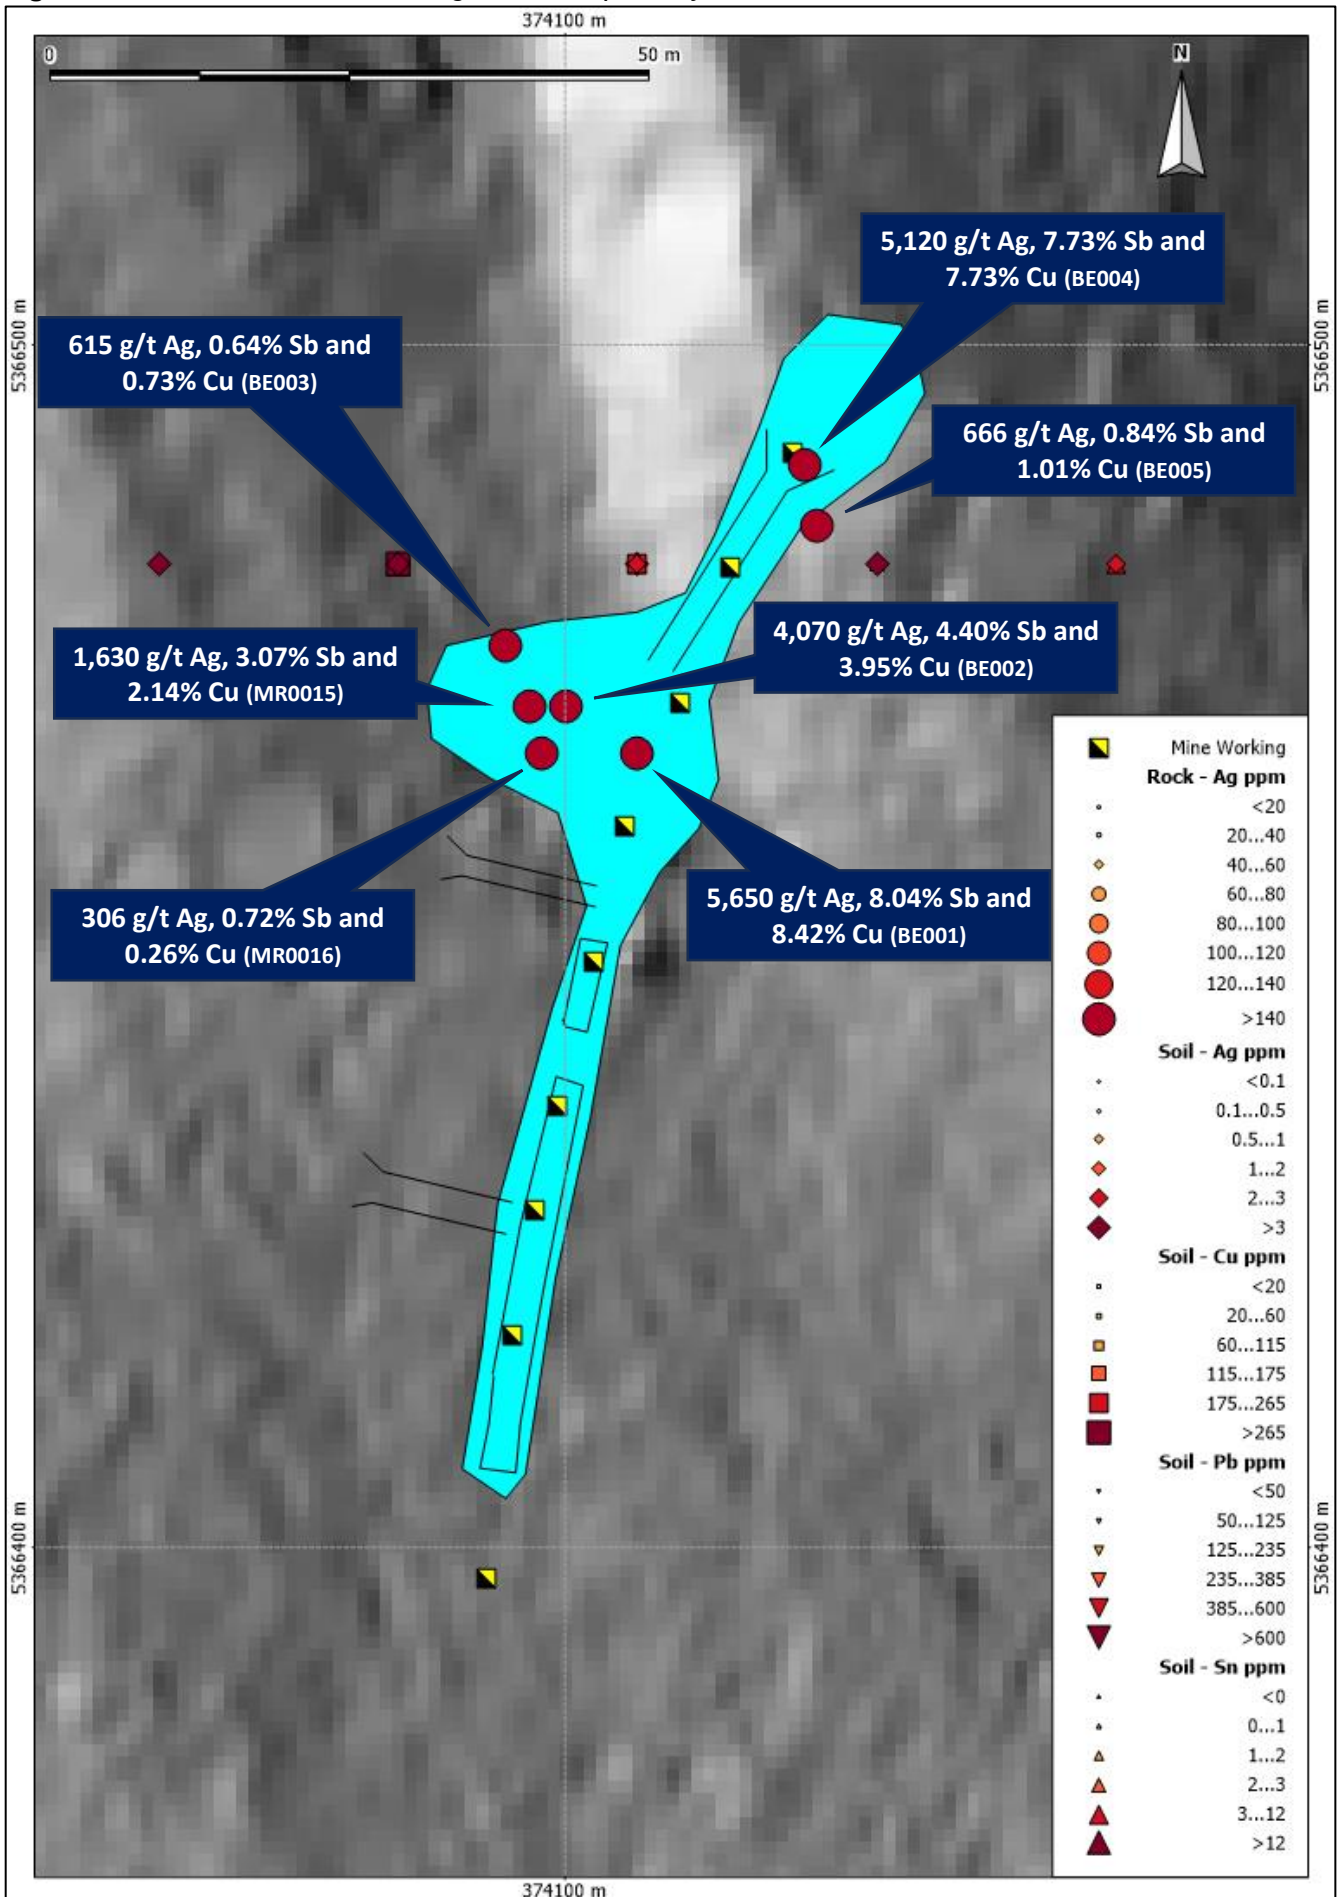 374100 m
0
50 m
N
5,120 g/t Ag, 7.73% Sb and
7.73% Cu (BE004)
5366500 m
5366500 m
615 g/t Ag, 0.64% Sb and
0.73% Cu (BE003)
666 g/t Ag, 0.84% Sb and
1.01% Cu (BE005)
4,070 g/t Ag, 4.40% Sb and
3.95% Cu (BE002)
1,630 g/t Ag, 3.07% Sb and
2.14% Cu (MR0015)
306 g/t Ag, 0.72% Sb and
0.26% Cu (MR0016)
5,650 g/t Ag, 8.04% Sb and
8.42% Cu (BE001)
Mine Working
Rock - Ag ppm
<20
20...40
40...60
60...80
80...100
100...120
120...140
>140
Soil - Ag ppm
<0.1
0.1...0.5
0.5...1
1...2
2...3
>3
Soil - Cu ppm
<20
20...60
60...115
115...175
175...265
>265
Soil - Pb ppm
<50
50...125
125...235
235...385
385...600
>600
Soil - Sn ppm
<0
0...1
1...2
2...3
3...12
>12
5366400 m
5366400 m
374100 m